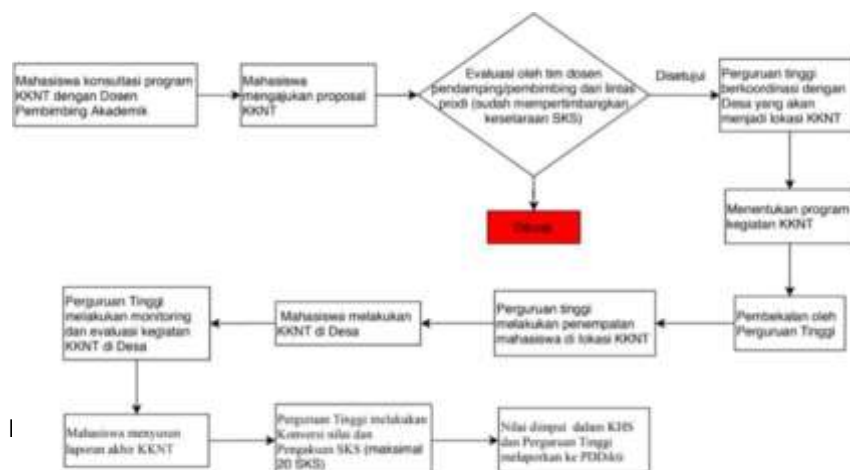 Mahasiswa konsultasi program
KKNT dengan Dosen
Pembimbing Akademik
Mahasiswa
mengajukan proposal
KKNT
Evaluasi oleh tim dosen
pendamping/pembimbing dari lintas
prodi (sudah mempertimbangkan
kesetaraan SKS)
Disetujui
Perguruan tinggi
berkoordinasi dengan
Desa yang akan
menjadi lokasi KKNT
Menentukan program
kegiatan KKNT
Pembekalan oleh
Perguruan Tinggi
Perguruan tinggi
melakukan penempatan
mahasiswa di lokasi KKNT
Mahasiswa melakukan
KKNT di Desa
Perguruan Tinggi
melakukan monitoring
dan evaluasi kegiatan
KKNT di Desa
Mahasiswa menyusun
laporan akhir KKNT
Perguruan Tinggi melakukan
Konversi nilai dan
Pengakuan SKS (maksimal
20 SKS)
Nilai diinput dalam KHS
dan Perguruan Tinggi
melaporkan ke PDDikti